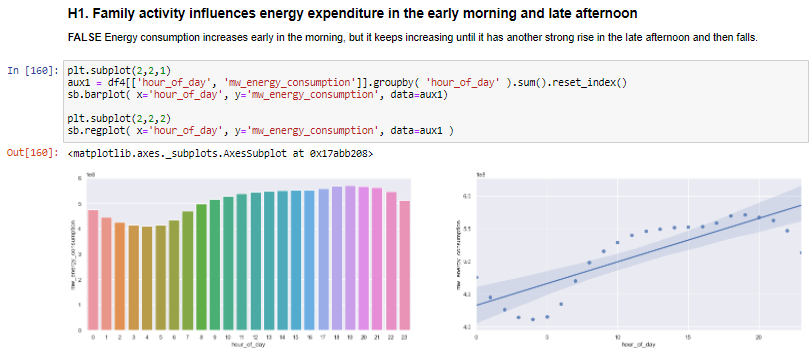 H1. Family activity influences energy expenditure in the early morning and late afternoon
FALSE Energy consumption increases early in the morning, but it keeps increasing until it has another strong rise in the late afternoon and then falls.
In [160]: plt.subplot(2,2,1)
aux1 = df4[['hour_of_day', 'mw_energy_consumption']].groupby( 'hour_of_day' ).sum().reset_index()
sb.barplot( x='hour_of_day', y='mw_energy_consumption', data=aux1)
plt.subplot(2,2,2)
sb.regplot( x='hour_of_day', y='mw_energy_consumption', data=aux1 )
Out[160]: <matplotlib.axes._subplots.AxesSubplot at 0x17abb208>
1e8
6
5
4
3
2
1
0
mw_energy_consumption
0 1 2 3 4 5 6 7 8 9 10 11 12 13 14 15 16 17 18 19 20 21 22 23
hour_of_day
1e8
6.0
mw_energy_consumption
0 5 10 15 20
hour_of_day